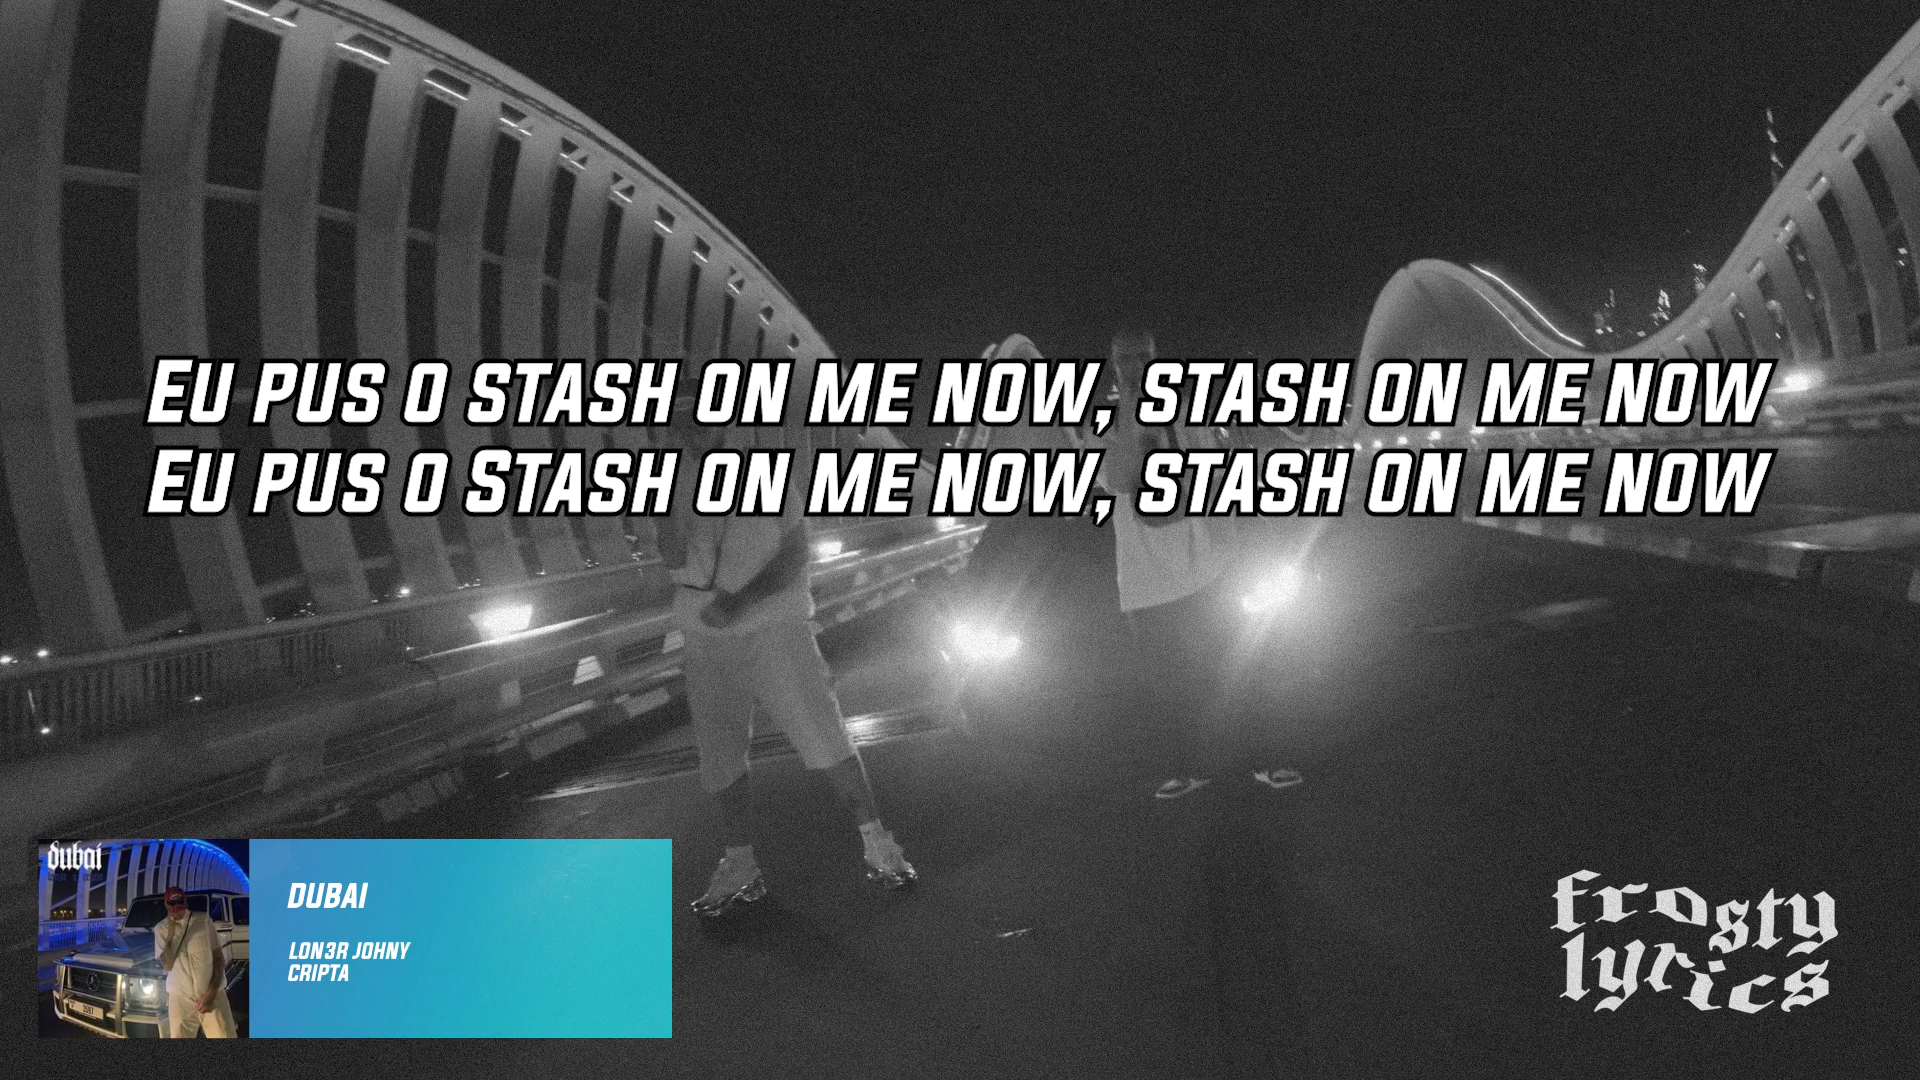 EU PUS O STASH ON ME NOW, STASH ON ME NOW
EU PUS O STASH ON ME NOW, STASH ON ME NOW
dubai
DUBAI
LON3R JOHNY
CRIPTA
frosty
lyrics